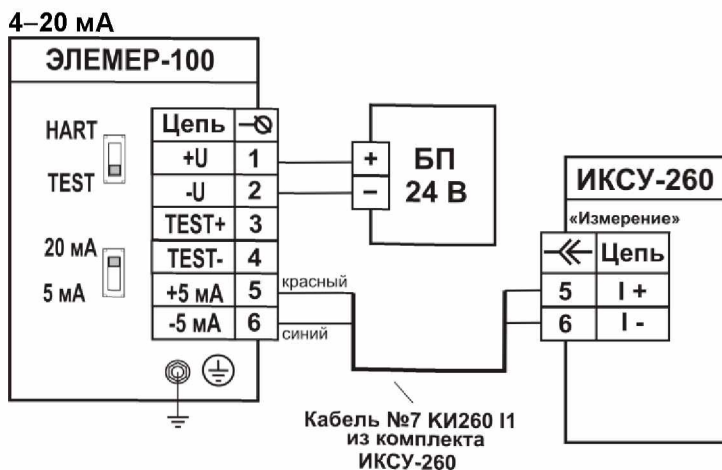 4–20 мА
ЭЛЕМЕР-100
HART
TEST
20 мА
5 мА
Цепь
+U 1
-U 2
TEST+ 3
TEST- 4
+5 мА 5
-5 мА 6
+
−
БП
24 В
красный
синий
ИКСУ-260
«Измерение»
Цепь
5 I +
6 I -
Кабель №7 КИ260 I1
из комплекта
ИКСУ-260